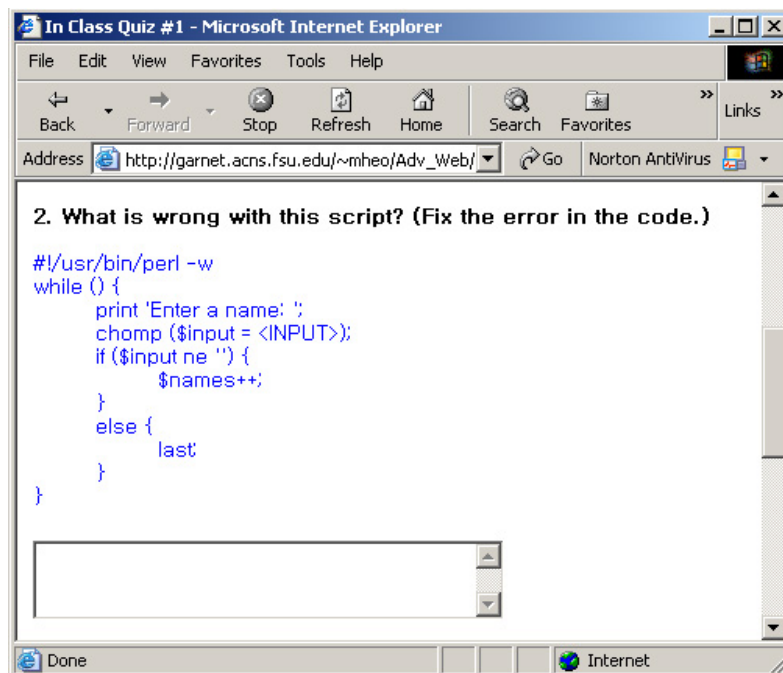 In Class Quiz #1 - Microsoft Internet Explorer
File Edit View Favorites Tools Help
Back Forward Stop Refresh Home Search Favorites » Links »
Address http://garnet.acns.fsu.edu/~mheo/Adv_Web/ Go Norton AntiVirus
2. What is wrong with this script? (Fix the error in the code.)
#!/usr/bin/perl -w
while () {
print 'Enter a name: ';
chomp ($input = <INPUT>);
if ($input ne '') {
$names++;
}
else {
last;
}
}
Done Internet